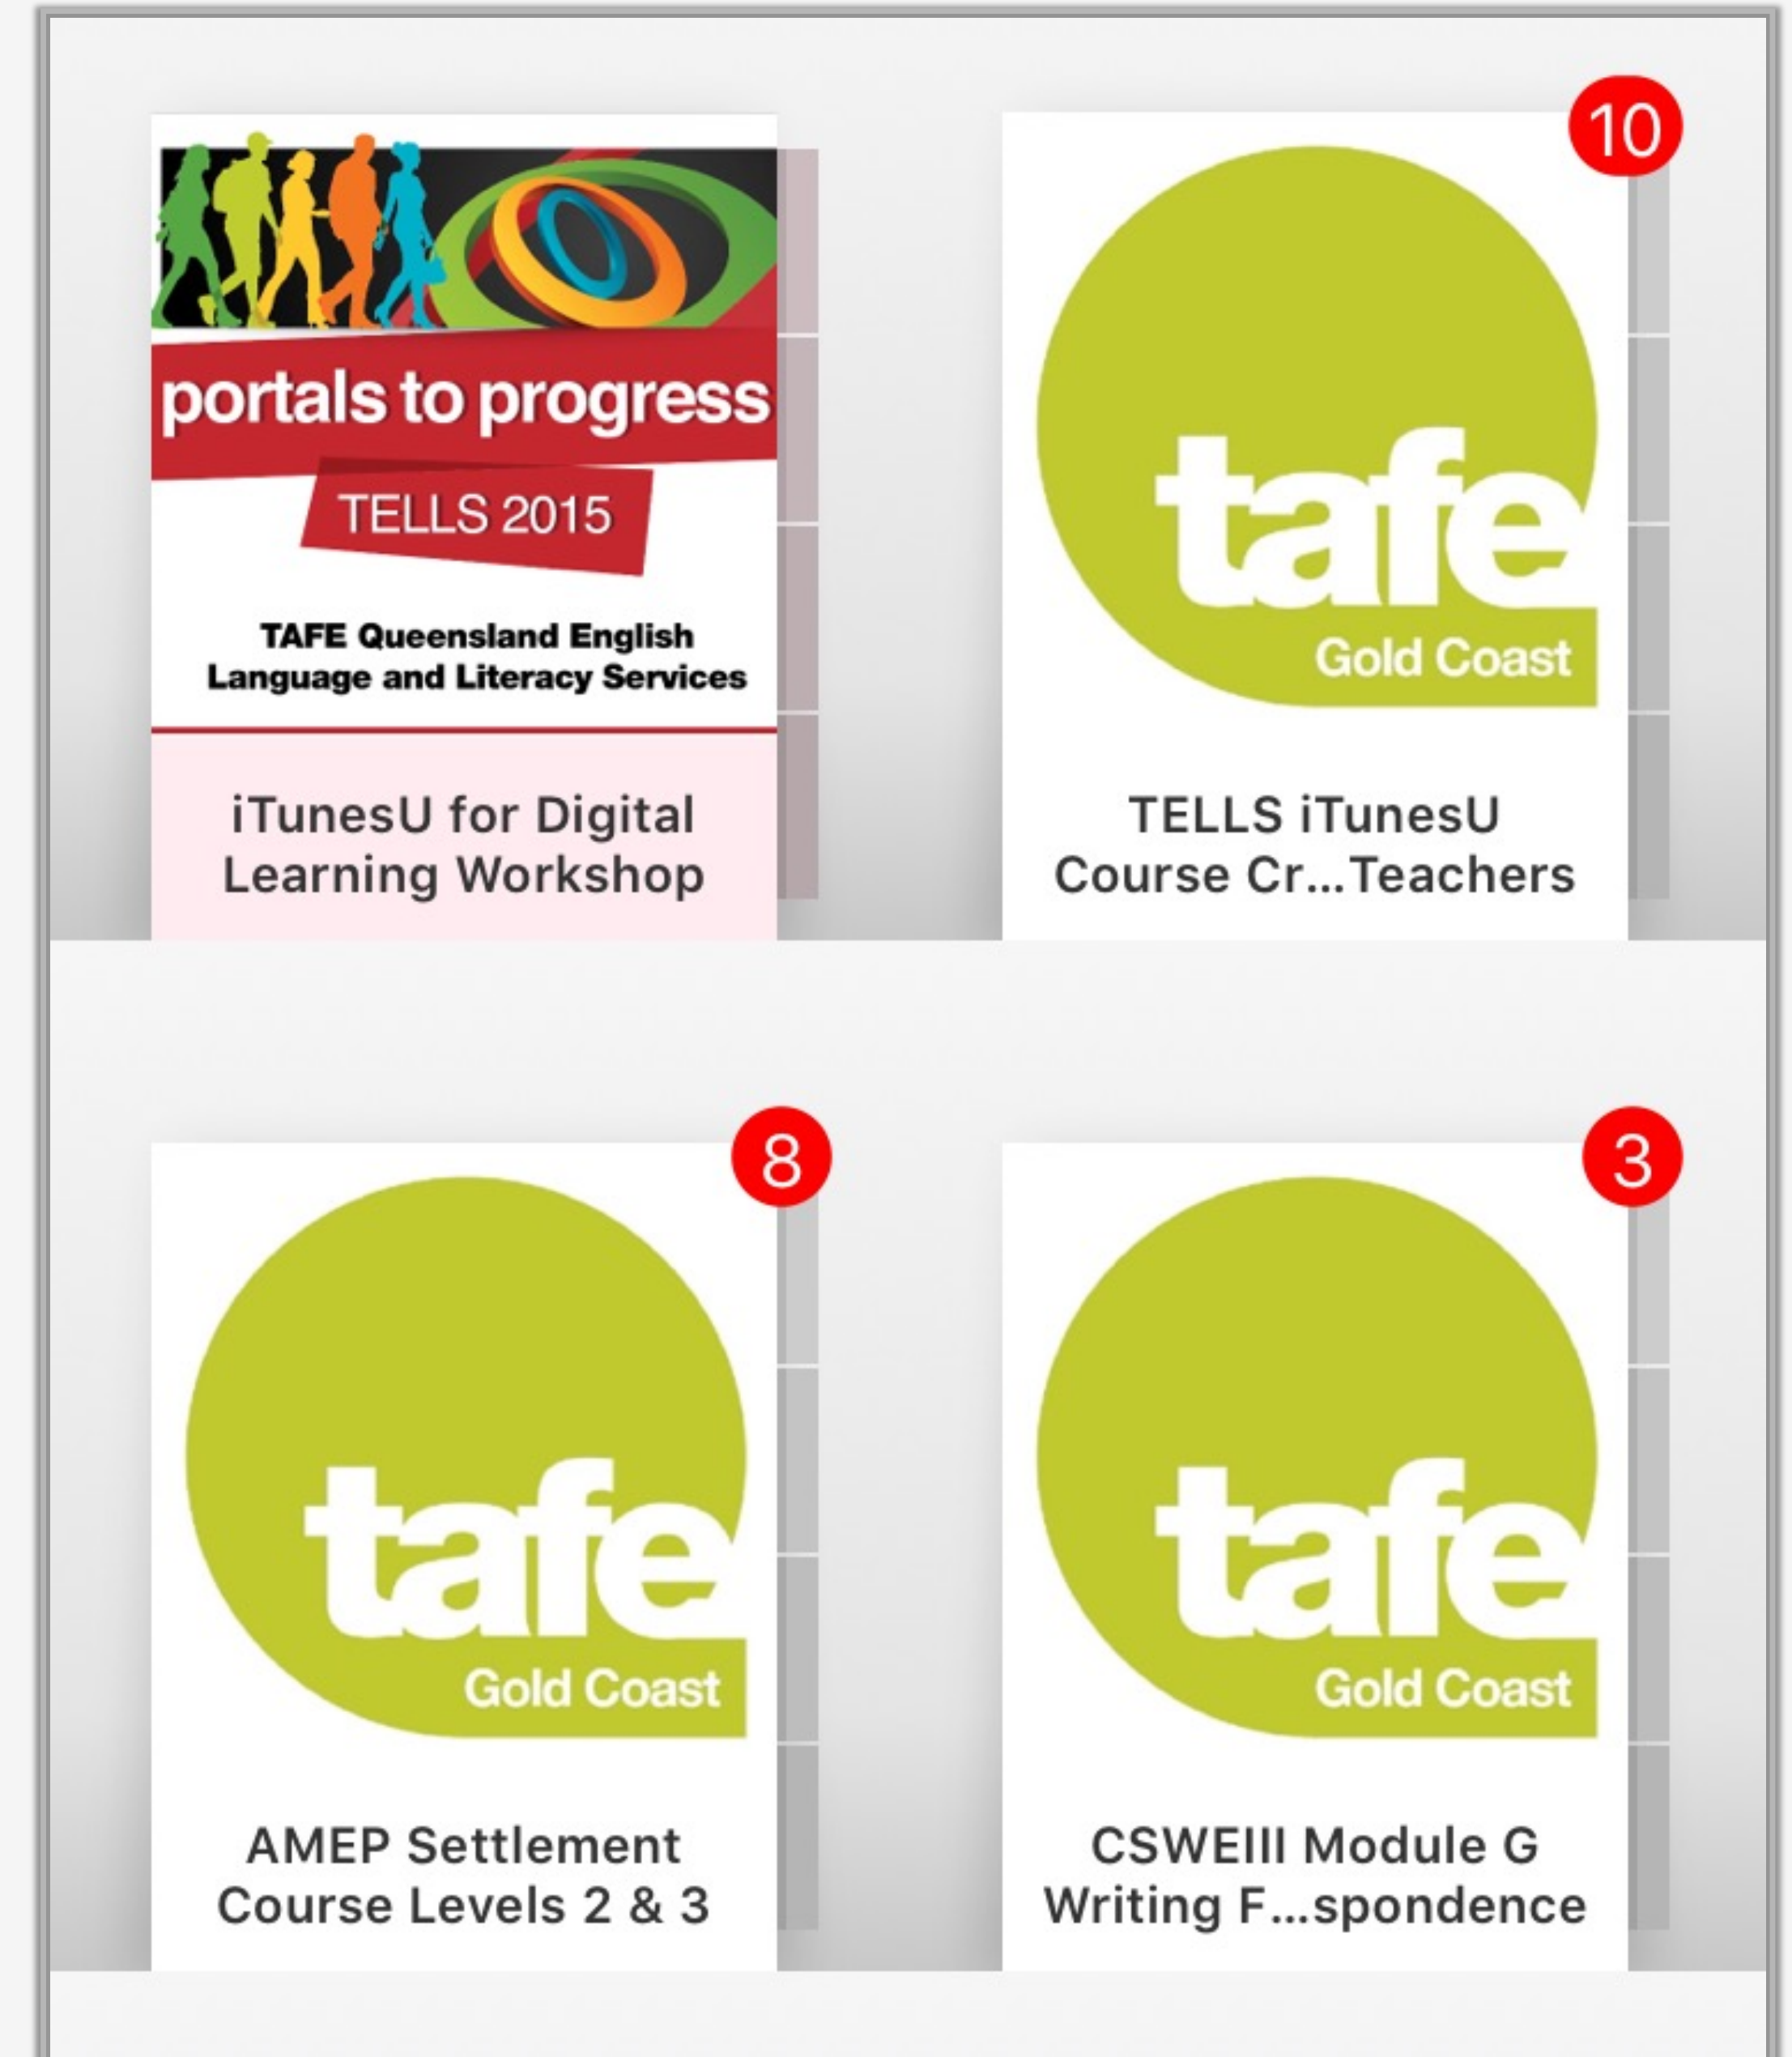 portals to progress
TELLS 2015
TAFE Queensland English
Language and Literacy Services
iTunesU for Digital
Learning Workshop
10
tafe
Gold Coast
TELLS iTunesU
Course Cr...Teachers
8
tafe
Gold Coast
AMEP Settlement
Course Levels 2 & 3
3
tafe
Gold Coast
CSWEIII Module G
Writing F...spondence